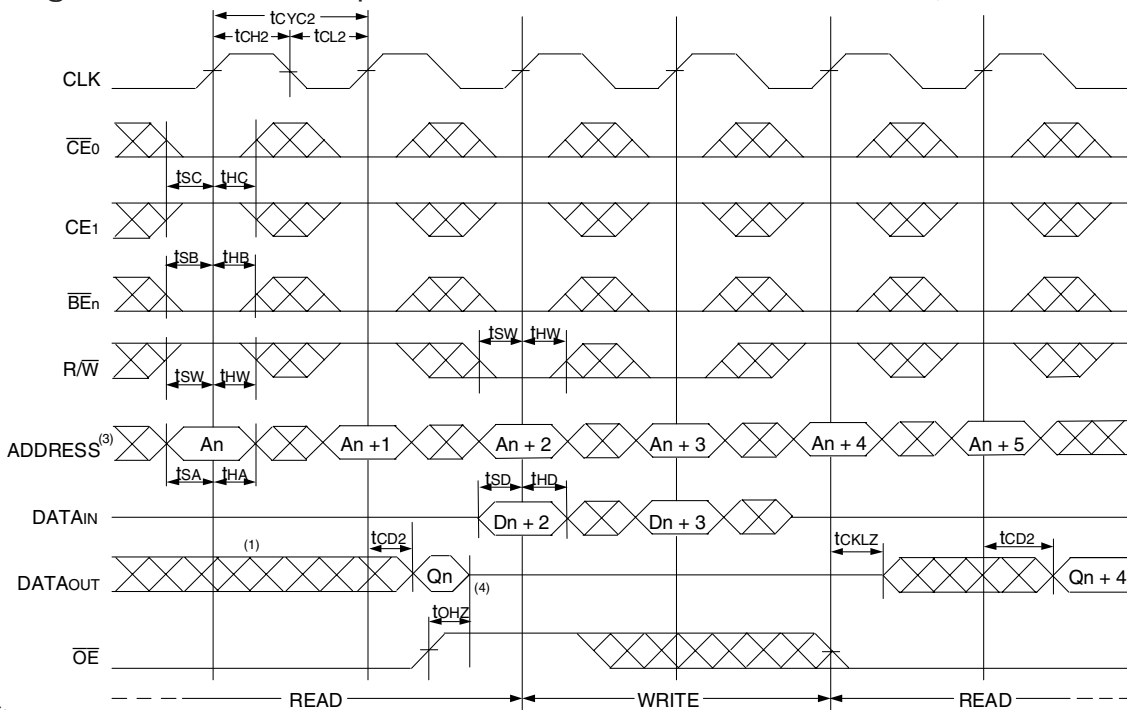 tCYC2
tCH2 tCL2
CLK
CE0
tSC tHC
CE1
tSB tHB
BEn
tSW tHW
R/W
tSW tHW
ADDRESS(3) An An +1 An + 2 An + 3 An + 4 An + 5
tSA tHA tSD tHD
DATAIN Dn + 2 Dn + 3
tCD2 tCKLZ tCD2
(1)
DATAOUT Qn (4) Qn + 4
tOHZ
OE
READ WRITE READ